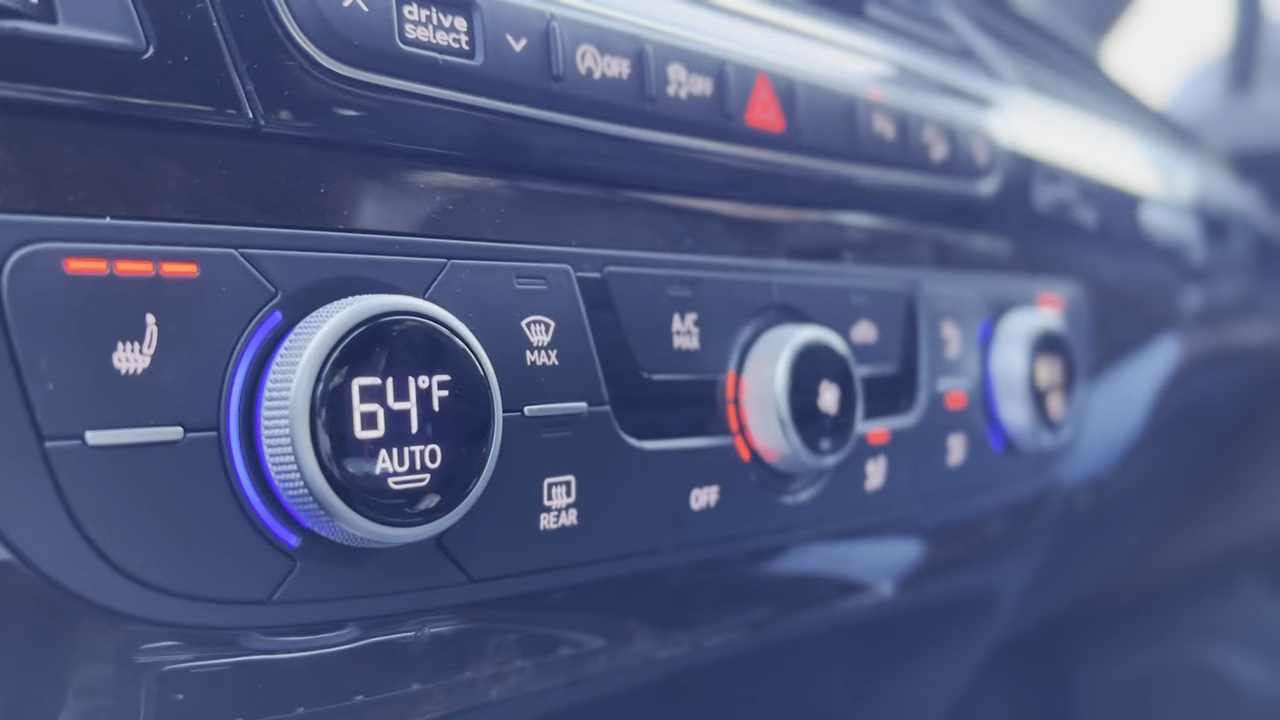 drive
select
OFF
OFF
64°F
AUTO
MAX
A/C
MAX
REAR
OFF